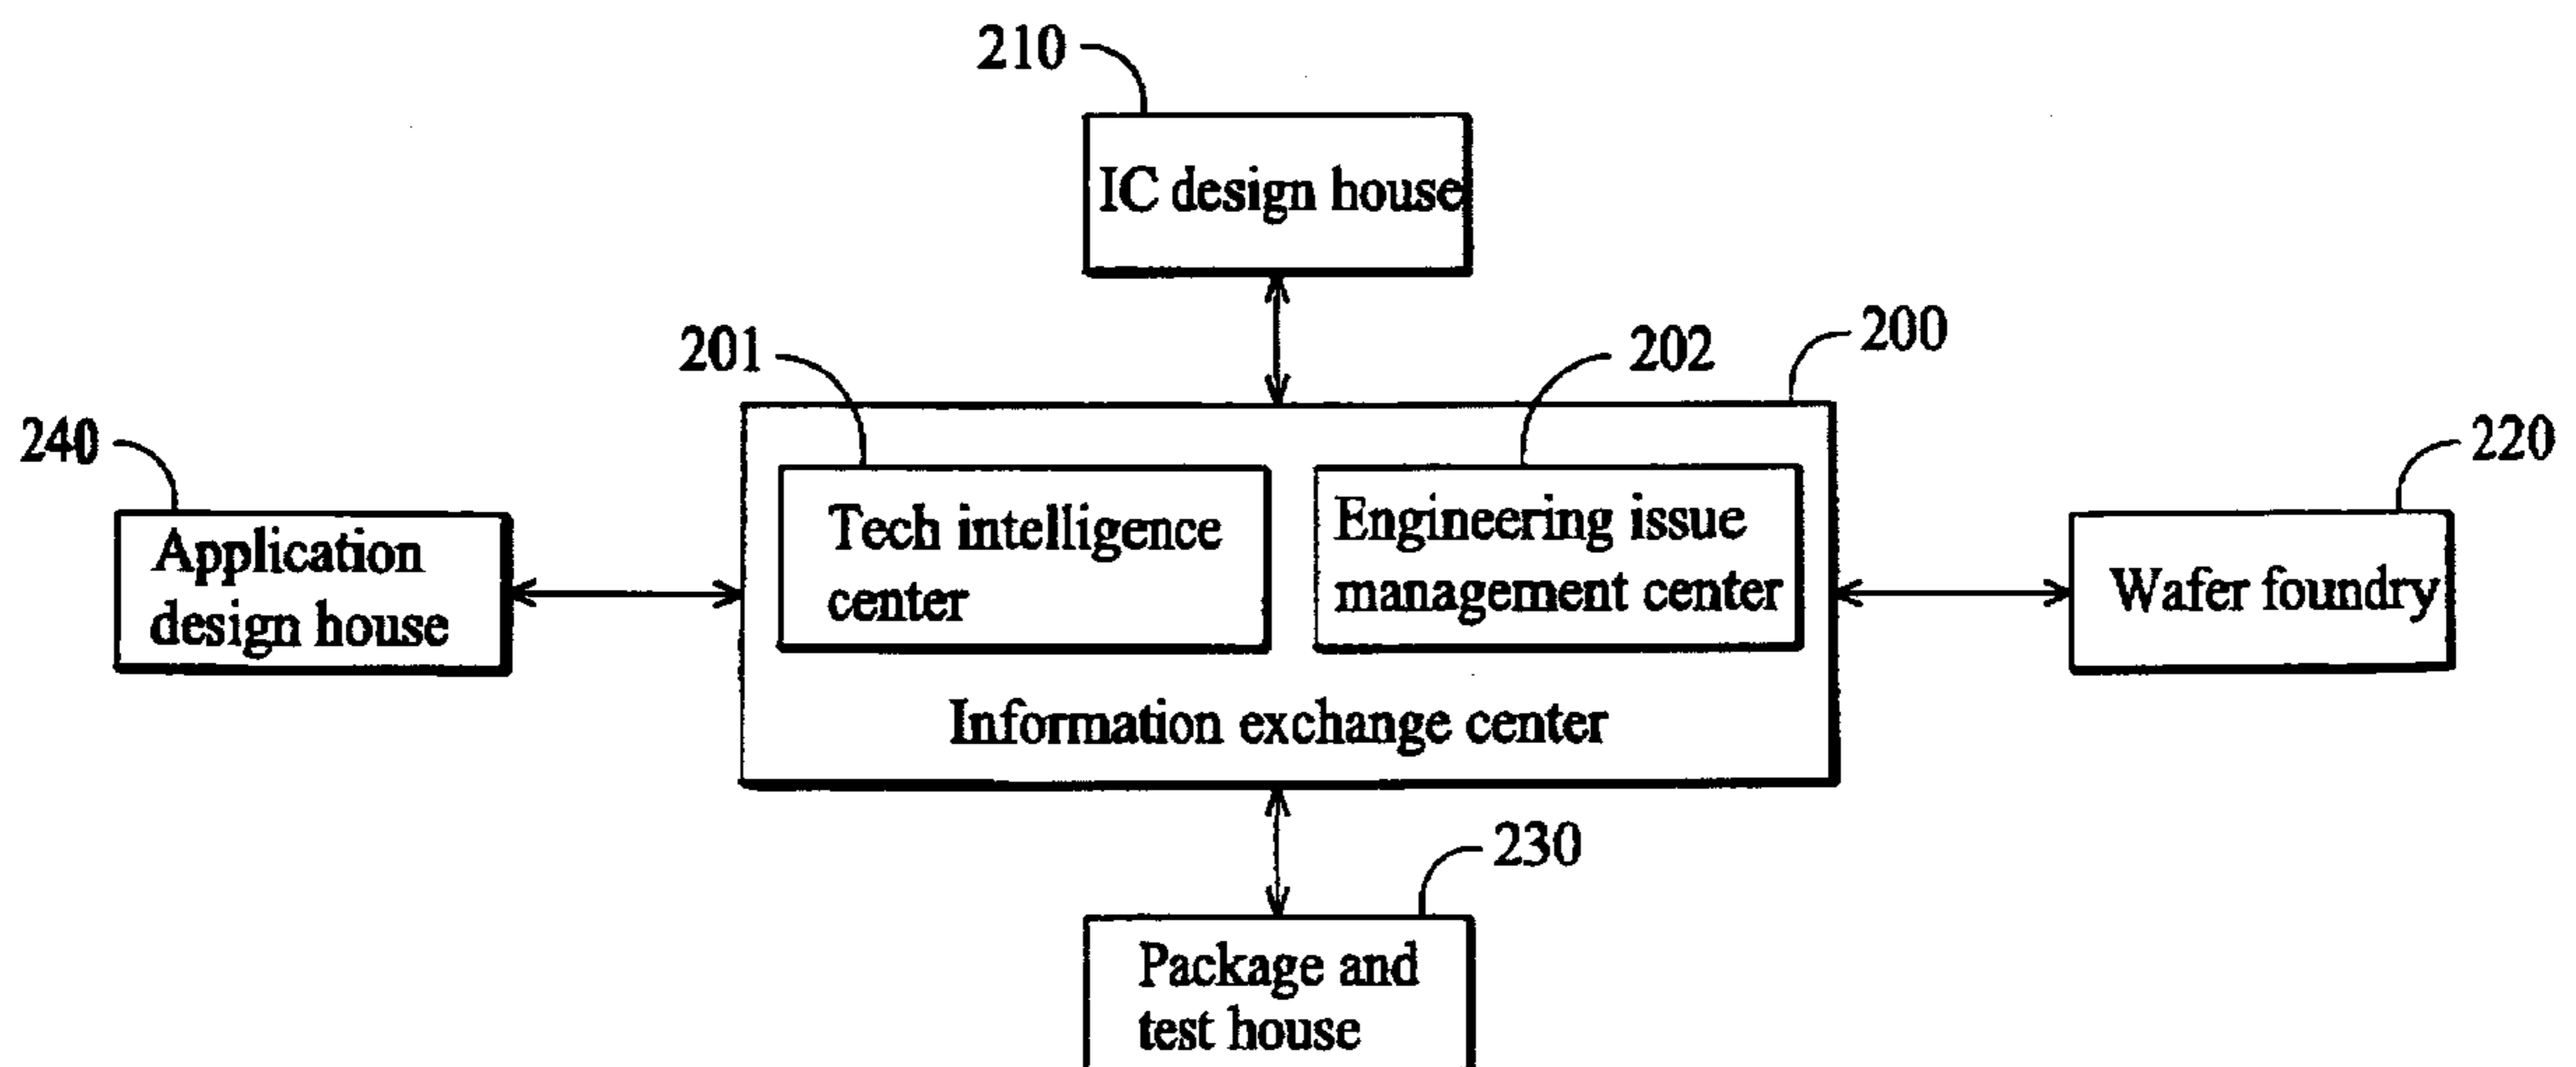 210
IC design house
201
202
200
240
220
Application
design house
Tech intelligence
center
Engineering issue
management center
Wafer foundry
Information exchange center
230
Package and
test house